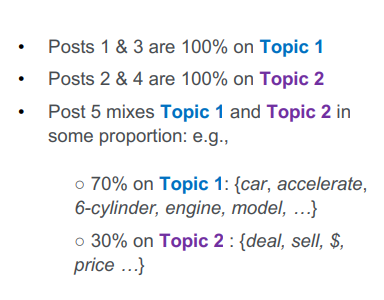 • Posts 1 & 3 are 100% on Topic 1
• Posts 2 & 4 are 100% on Topic 2
• Post 5 mixes Topic 1 and Topic 2 in
some proportion: e.g.,
○ 70% on Topic 1: {car, accelerate,
6-cylinder, engine, model, …}
○ 30% on Topic 2 : {deal, sell, $,
price …}